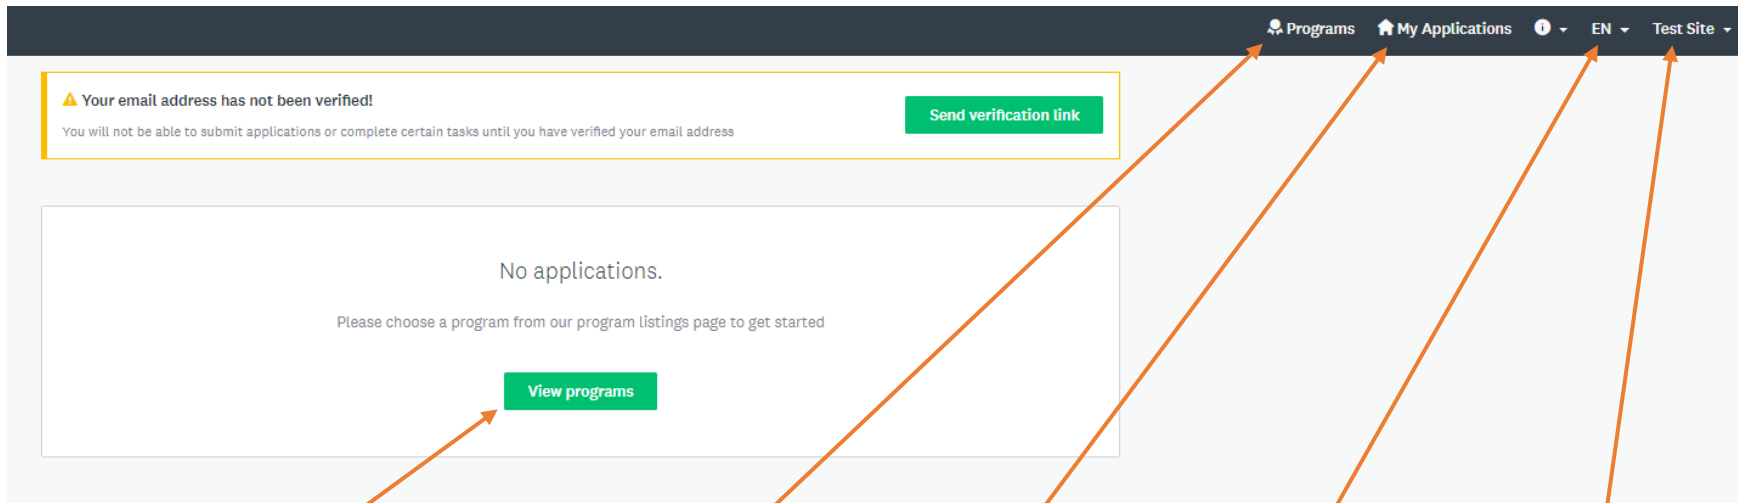 Programs My Applications EN Test Site
Your email address has not been verified!
You will not be able to submit applications or complete certain tasks until you have verified your email address
Send verification link
No applications.
Please choose a program from our program listings page to get started
View programs